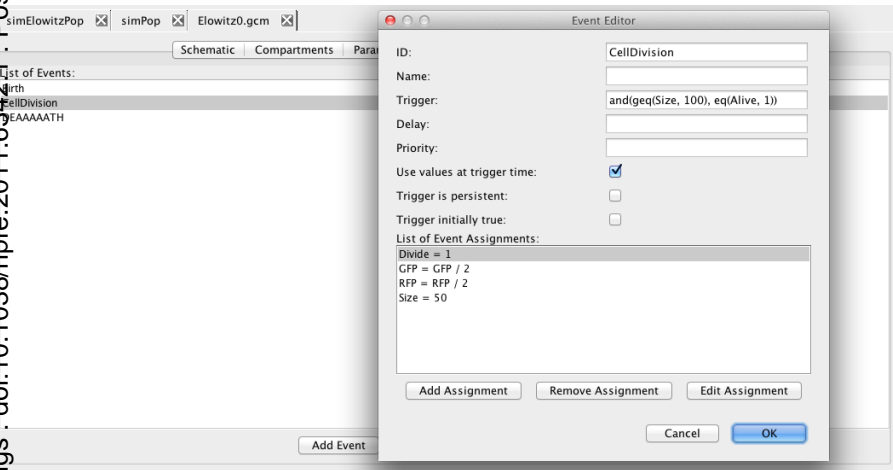 simElowitzPop simPop Elowitz0.gcm
Schematic Compartments Para
List of Events:
Birth
CellDivision
DEAAAAATH
Add Event
Event Editor
ID: CellDivision
Name:
Trigger: and(geq(Size, 100), eq(Alive, 1))
Delay:
Priority:
Use values at trigger time:
Trigger is persistent:
Trigger initially true:
List of Event Assignments:
Divide = 1
GFP = GFP / 2
RFP = RFP / 2
Size = 50
Add Assignment Remove Assignment Edit Assignment
Cancel OK